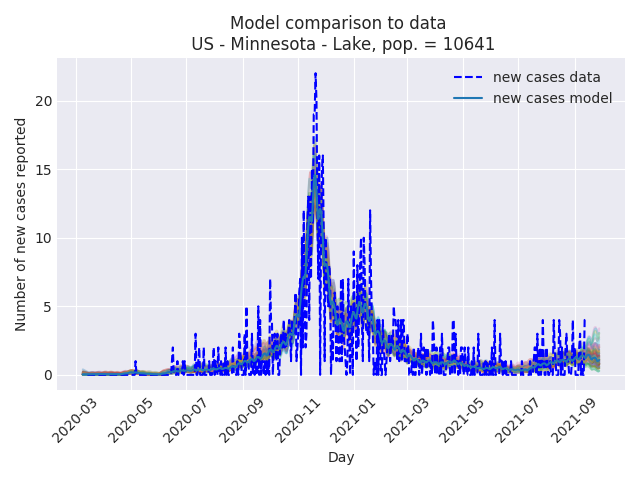 Model comparison to data
US - Minnesota - Lake, pop. = 10641
new cases data
new cases model
Number of new cases reported
20
15
10
5
0
2020-03
2020-05
2020-07
2020-09
2020-11
2021-01
2021-03
2021-05
2021-07
2021-09
Day